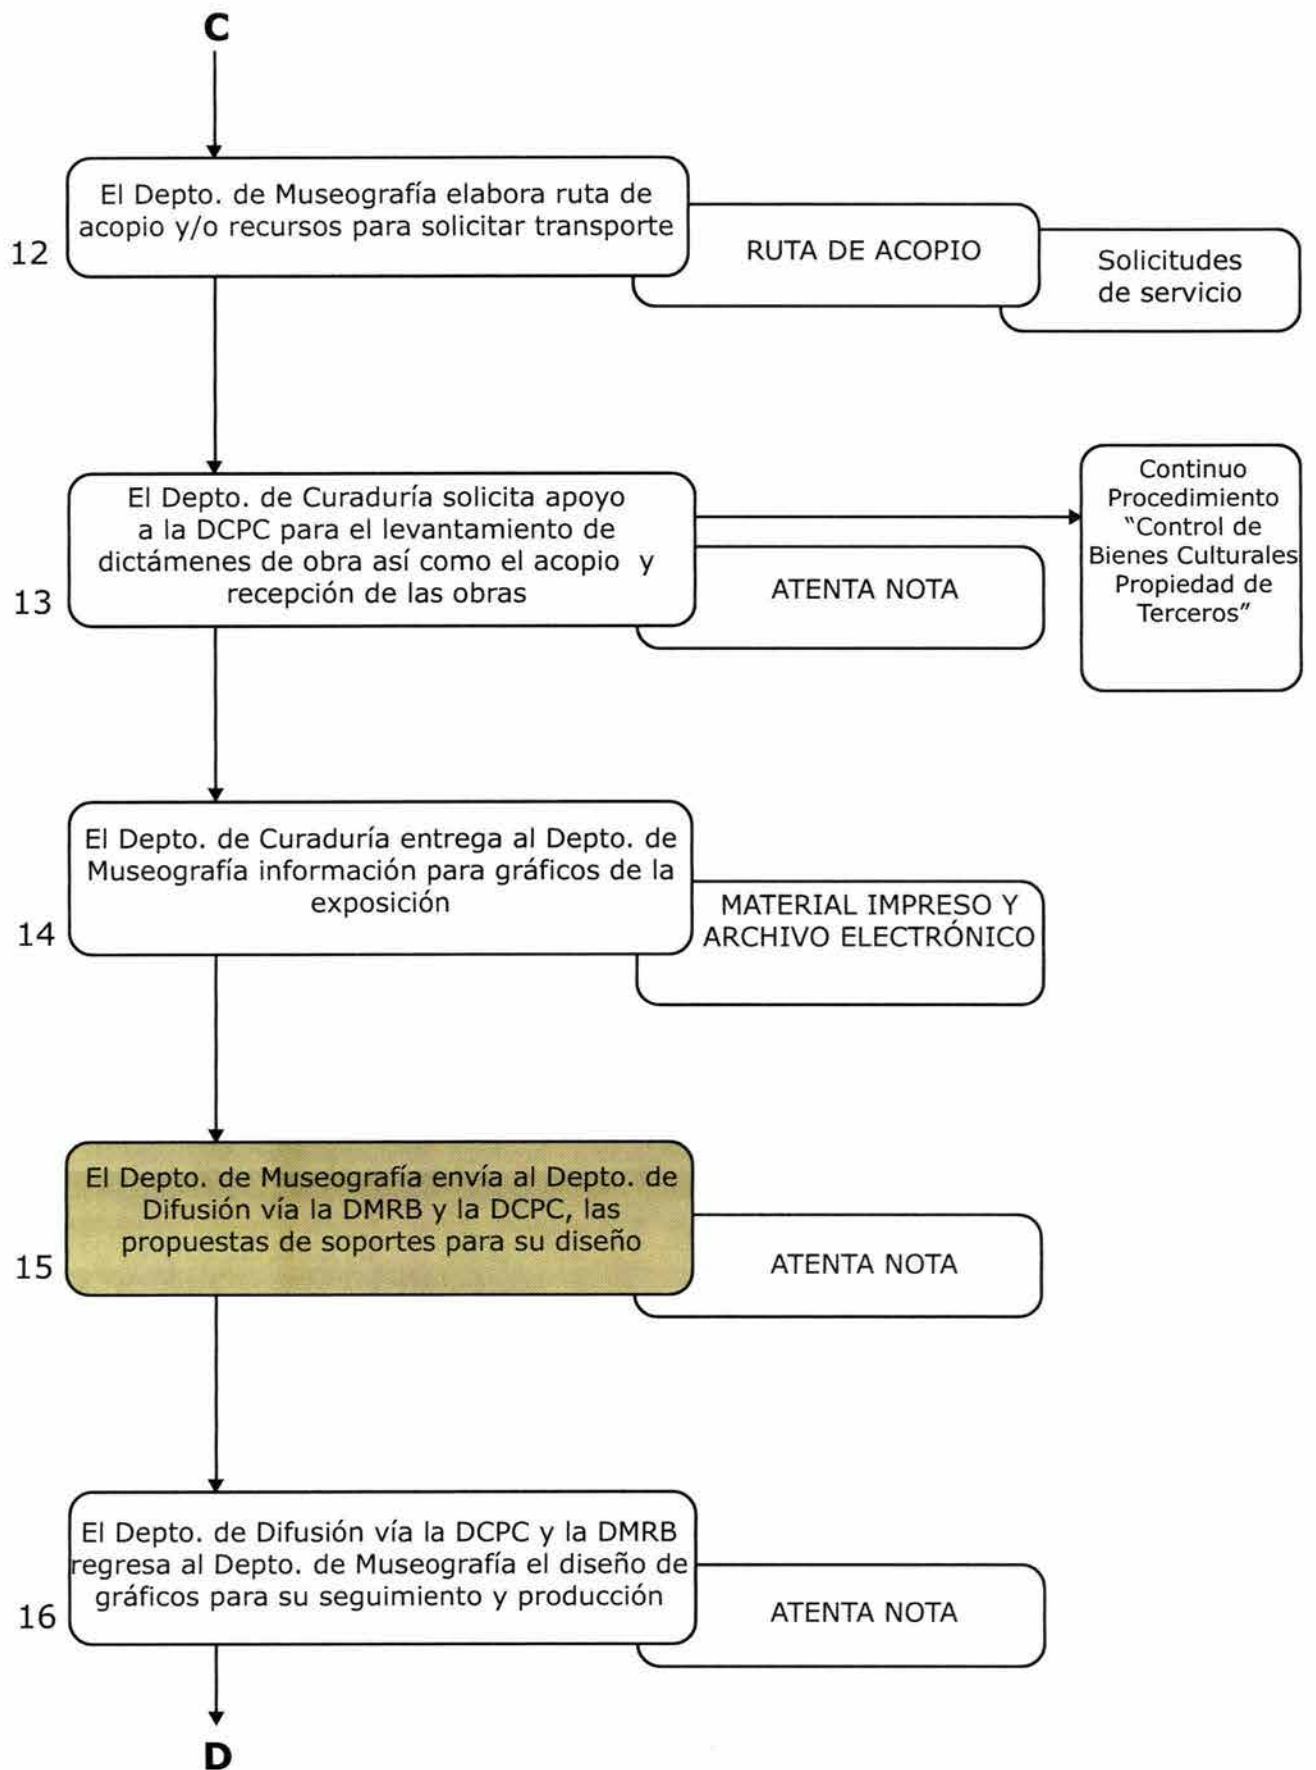 C
El Depto. de Museografía elabora ruta de
acopio y/o recursos para solicitar transporte
12
RUTA DE ACOPIO
Solicitudes
de servicio
El Depto. de Curaduría solicita apoyo
a la DCPC para el levantamiento de
dictámenes de obra así como el acopio y
recepción de las obras
13
ATENTA NOTA
Continuo
Procedimiento
"Control de
Bienes Culturales
Propiedad de
Terceros"
El Depto. de Curaduría entrega al Depto. de
Museografía información para gráficos de la
exposición
14
MATERIAL IMPRESO Y
ARCHIVO ELECTRÓNICO
El Depto. de Museografía envía al Depto. de
Difusión vía la DMRB y la DCPC, las
propuestas de soportes para su diseño
15
ATENTA NOTA
El Depto. de Difusión vía la DCPC y la DMRB
regresa al Depto. de Museografía el diseño de
gráficos para su seguimiento y producción
16
ATENTA NOTA
D